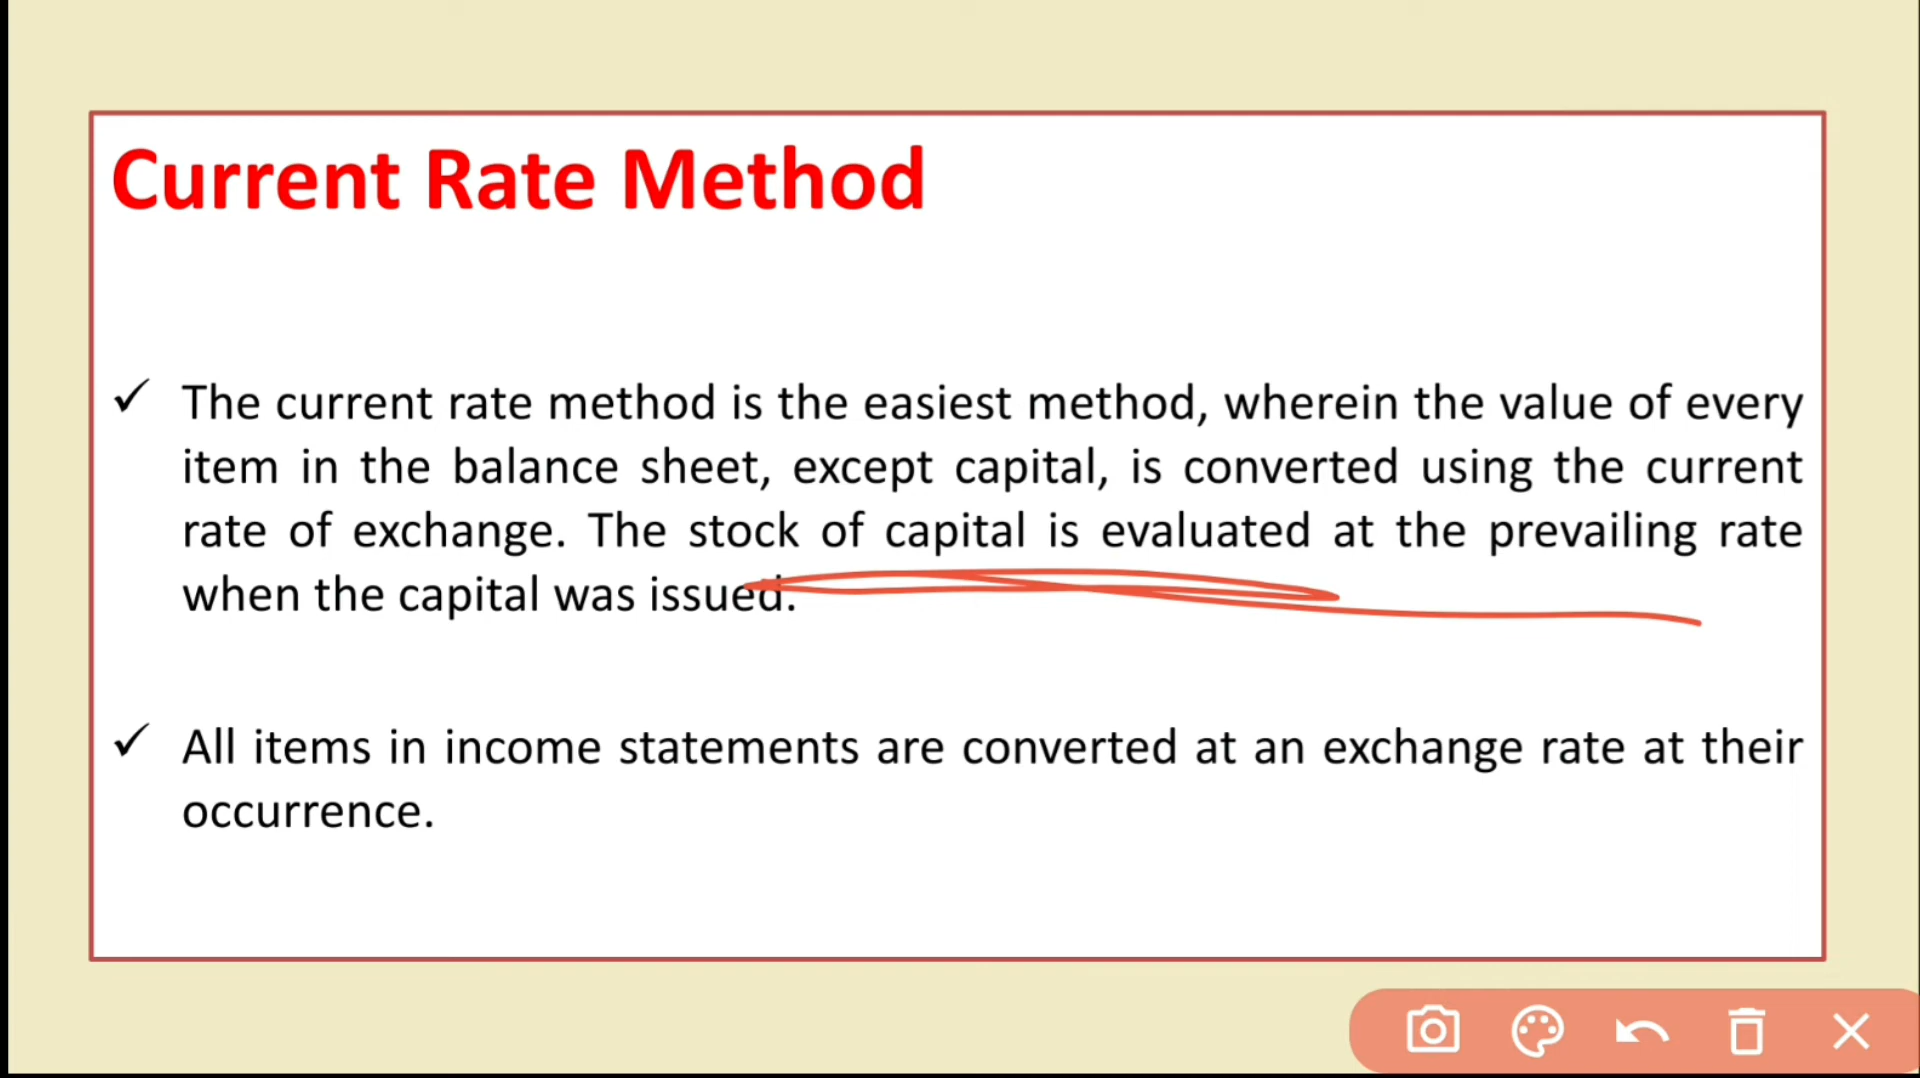 Current Rate Method
✓ The current rate method is the easiest method, wherein the value of every
item in the balance sheet, except capital, is converted using the current
rate of exchange. The stock of capital is evaluated at the prevailing rate
when the capital was issued.
✓ All items in income statements are converted at an exchange rate at their
occurrence.